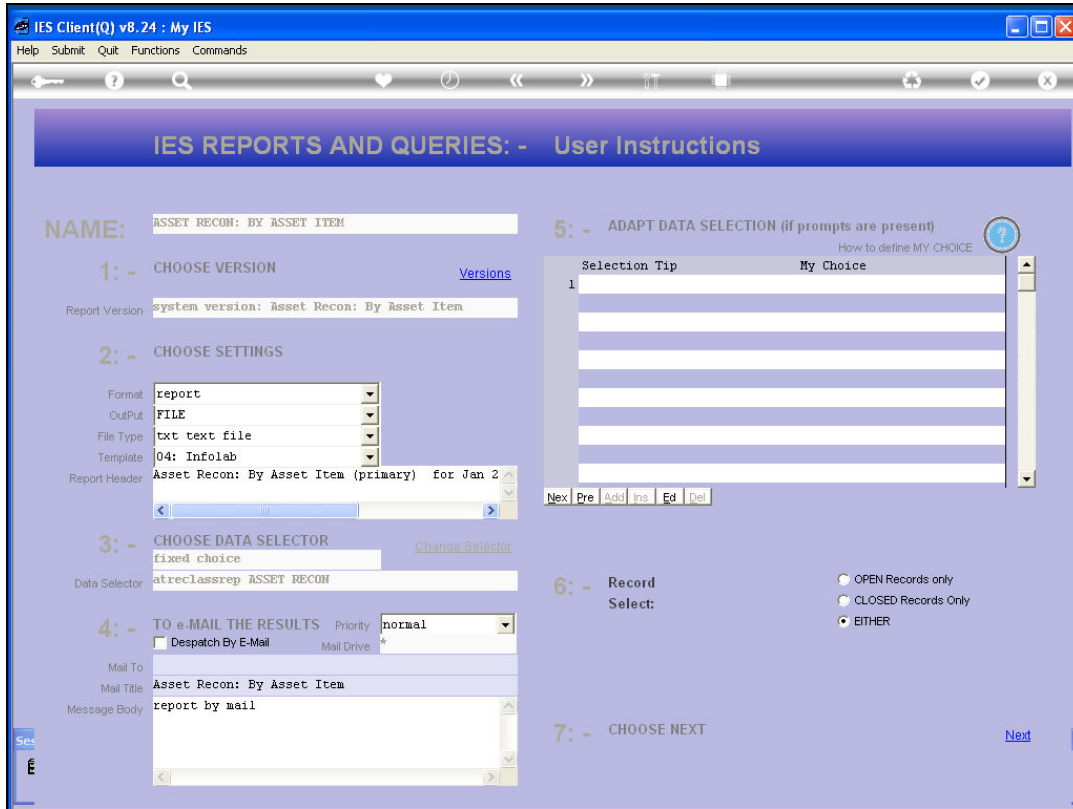 IES Client(Q) v8.24 : My IES
Help Submit Quit Functions Commands
IES REPORTS AND QUERIES: - User Instructions
NAME: ASSET RECON: BY ASSET ITEM
1: - CHOOSE VERSION Versions
Report Version system version: Asset Recon: By Asset Item
2: - CHOOSE SETTINGS
Format report
OutPut FILE
File Type txt text file
Template 04: Infolab
Report Header Asset Recon: By Asset Item (primary) for Jan 2
3: - CHOOSE DATA SELECTOR Change Selector
fixed choice
Data Selector atreclassrep ASSET RECON
4: - TO e-MAIL THE RESULTS Priority normal
Despatch By E-Mail Mail Drive *
Mail To
Mail Title Asset Recon: By Asset Item
Message Body report by mail
5: - ADAPT DATA SELECTION (if prompts are present)
How to define MY CHOICE ?
Selection Tip My Choice
1
Nex Pre Add Ins Ed Del
6: - Record Select:
OPEN Records only
CLOSED Records Only
EITHER
7: - CHOOSE NEXT Next
Ses